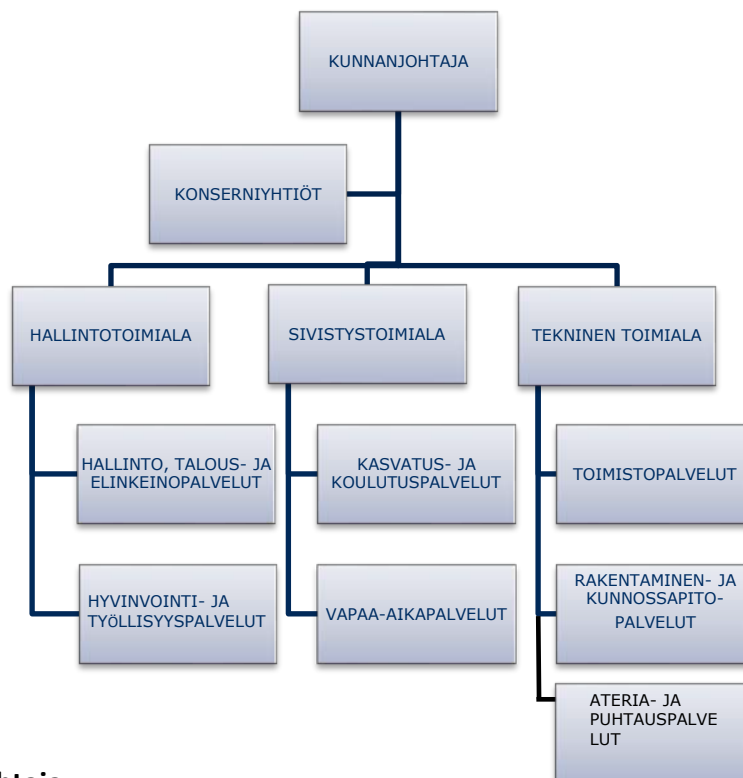 KUNNANJOHTAJA
KONSERNIYHTIÖT
HALLINTOTOIMIALA
SIVISTYSTOIMIALA
TEKNINEN TOIMIALA
HALLINTO, TALOUS- JA
ELINKEINOPALVELUT
KASVATUS- JA
KOULUTUSPALVELUT
TOIMISTOPALVELUT
HYVINVOINTI- JA
TYÖLLISYYSPALVELUT
VAPAA-AIKAPALVELUT
RAKENTAMINEN- JA
KUNNOSSAPITO-
PALVELUT
ATERIA- JA
PUHTAUSPALVE
LUT